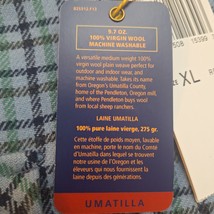 5.7 OZ.
100% VIRGIN WOOL
MACHINE WASHABLE
A versatile medium weight 100%
virgin wool plain weave perfect for
outdoor and indoor wear, and
machine washable. Takes its name
from Oregon's Umatilla County,
home of the Pendleton, Oregon mill,
and where Pendleton buys wool
from local sheep ranchers.
LAINE UMATILLA
100% pure laine vierge, 275 gr.
Cette étoffe de poids moyen, lavable
en machine, porte le nom du Comté
d'Umatilla dans lequel se trouvent
notre usine de l'Oregon et les
éleveurs qui nous fournissent la
laine depuis des générations.
UMATILLA
XL